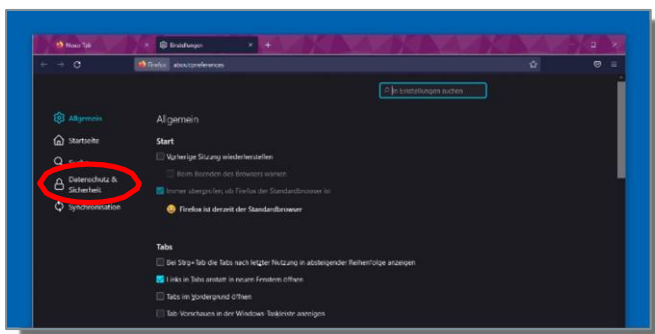 Neuer Tab
Einstellungen
Firefox about:preferences
In Einstellungen suchen
Allgemein
Allgemein
Startseite
Start
Vorherige Sitzung wiederherstellen
Beim Beenden des Browsers warnen
Datenschutz &
Sicherheit
Immer überprüfen, ob Firefox der Standardbrowser ist
Synchronisation
Firefox ist derzeit der Standardbrowser
Tabs
Bei Strg+Tab die Tabs nach letzter Nutzung in absteigender Reihenfolge anzeigen
Links in Tabs anstatt in neuen Fenstern öffnen
Tabs im Vordergrund öffnen
Tab-Vorschauen in der Windows-Taskleiste anzeigen